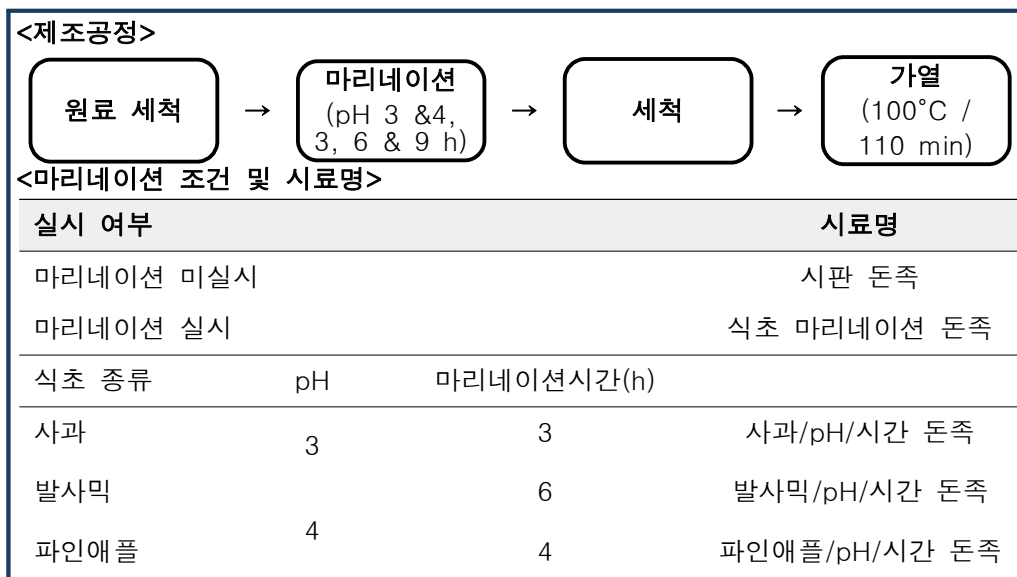 <제조공정>
원료 세척 → 마리네이션 (pH 3 &4, 3, 6 & 9 h) → 세척 → 가열 (100°C / 110 min)
<마리네이션 조건 및 시료명>
실시 여부 시료명
마리네이션 미실시 시판 돈족
마리네이션 실시 식초 마리네이션 돈족
식초 종류 pH 마리네이션시간(h)
사과 3 3 사과/pH/시간 돈족
발사믹 6 발사믹/pH/시간 돈족
파인애플 4 4 파인애플/pH/시간 돈족